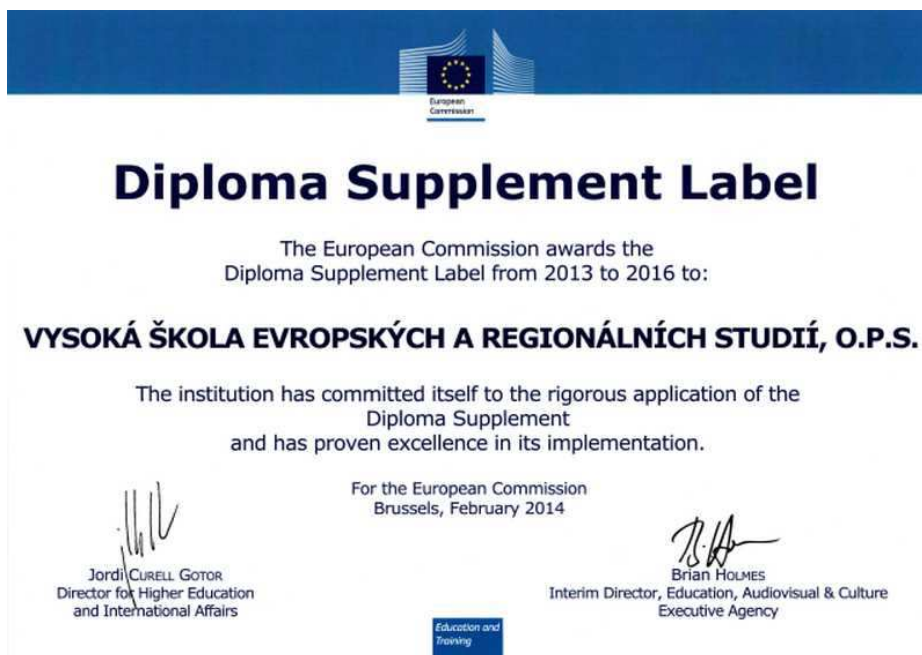 European
Commission
Diploma Supplement Label
The European Commission awards the
Diploma Supplement Label from 2013 to 2016 to:
VYSOKÁ ŠKOLA EVROPSKÝCH A REGIONÁLNÍCH STUDIÍ, O.P.S.
The institution has committed itself to the rigorous application of the
Diploma Supplement
and has proven excellence in its implementation.
For the European Commission
Brussels, February 2014
Jordi CURELL GOTOR
Director for Higher Education
and International Affairs
Brian HOLMES
Interim Director, Education, Audiovisual & Culture
Executive Agency
Education and
Training